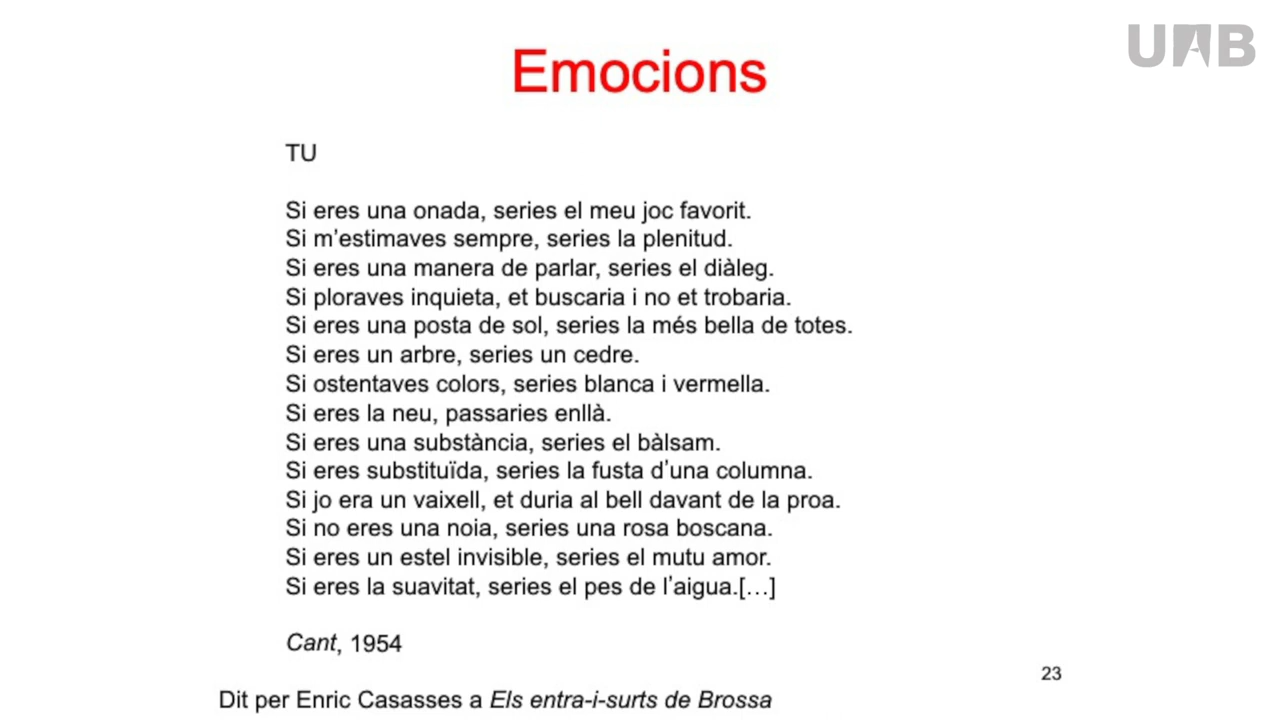 UAB
Emocions
TU
Si eres una onada, series el meu joc favorit.
Si m’estimaves sempre, series la plenitud.
Si eres una manera de parlar, series el diàleg.
Si ploraves inquieta, et buscaria i no et trobaria.
Si eres una posta de sol, series la més bella de totes.
Si eres un arbre, series un cedre.
Si ostentaves colors, series blanca i vermella.
Si eres la neu, passaries enllà.
Si eres una substància, series el bàlsam.
Si eres substituïda, series la fusta d’una columna.
Si jo era un vaixell, et duria al bell davant de la proa.
Si no eres una noia, series una rosa boscana.
Si eres un estel invisible, series el mutu amor.
Si eres la suavitat, series el pes de l’aigua.[…]
Cant, 1954
23
Dit per Enric Casasses a Els entra-i-surts de Brossa